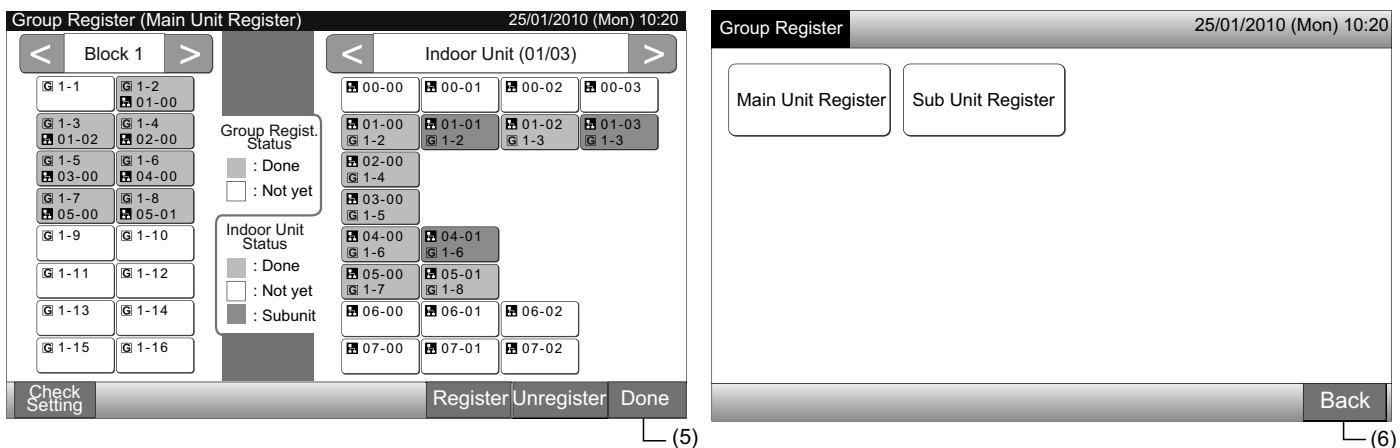 Group Register (Main Unit Register) 25/01/2010 (Mon) 10:20
< Block 1 >
G 1-1 G 1-2
01-00
G 1-3 G 1-4
01-02 02-00
G 1-5 G 1-6
03-00 04-00
G 1-7 G 1-8
05-00 05-01
G 1-9 G 1-10
G 1-11 G 1-12
G 1-13 G 1-14
G 1-15 G 1-16
Group Regist.
Status
: Done
: Not yet
Indoor Unit
Status
: Done
: Not yet
: Subunit
< Indoor Unit (01/03) >
00-00 00-01 00-02 00-03
01-00 01-01 01-02 01-03
G 1-2 G 1-2 G 1-3 G 1-3
02-00
G 1-4
03-00
G 1-5
04-00 04-01
G 1-6 G 1-6
05-00 05-01
G 1-7 G 1-8
06-00 06-01 06-02
07-00 07-01 07-02
Check
Setting
Register Unregister Done
(5)
Group Register 25/01/2010 (Mon) 10:20
Main Unit Register Sub Unit Register
Back
(6)